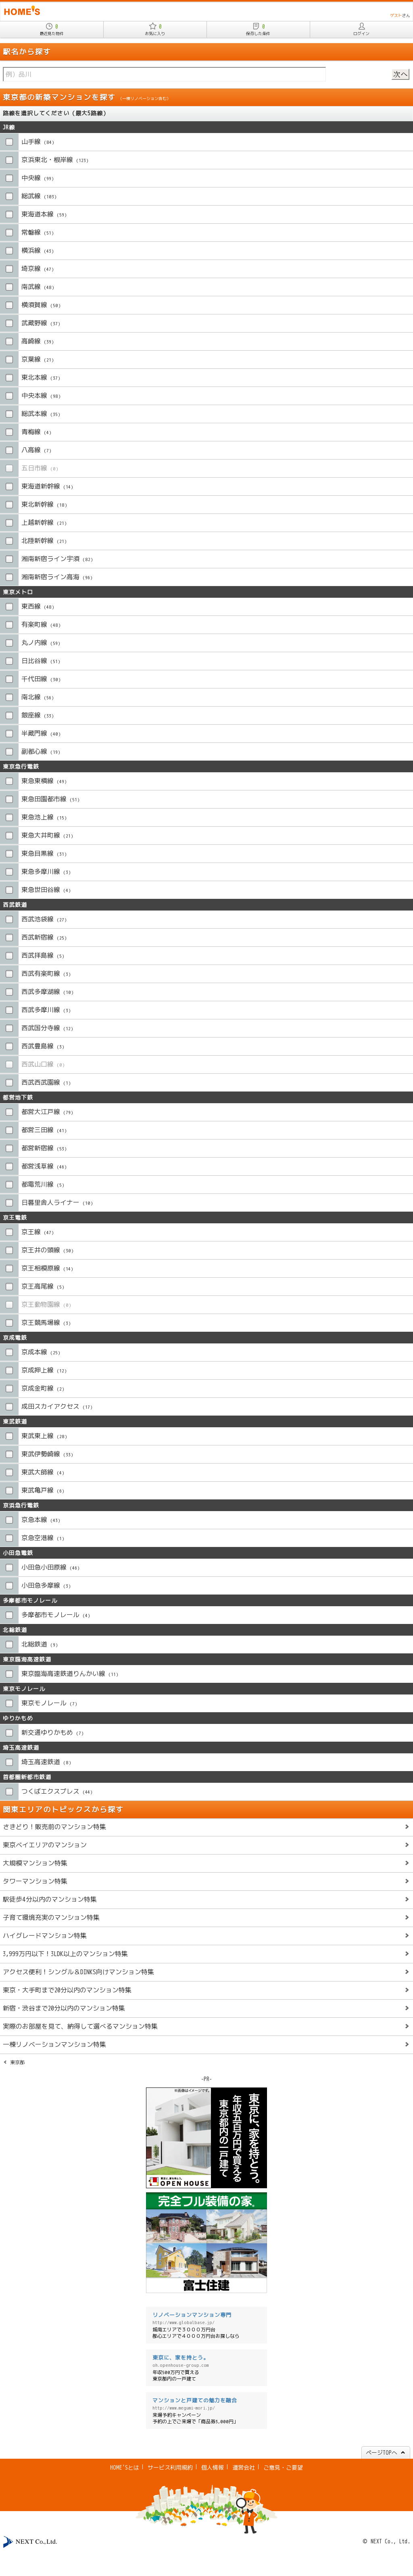 HOME'S
ゲストさん
0
最近見た物件
0
お気に入り
0
保存した条件
ログイン
駅名から探す
例) 品川
次へ
東京都の新築マンションを探す (一棟リノベーション含む)
路線を選択してください (最大5路線)
JR線
山手線 (84)
京浜東北・根岸線 (123)
中央線 (99)
総武線 (105)
東海道本線 (59)
常磐線 (51)
横浜線 (43)
埼京線 (47)
南武線 (48)
横須賀線 (50)
武蔵野線 (37)
高崎線 (39)
京葉線 (21)
東北本線 (57)
中央本線 (98)
総武本線 (35)
青梅線 (4)
八高線 (7)
五日市線 (0)
東海道新幹線 (14)
東北新幹線 (18)
上越新幹線 (21)
北陸新幹線 (21)
湘南新宿ライン宇須 (82)
湘南新宿ライン高海 (96)
東京メトロ
東西線 (40)
有楽町線 (48)
丸ノ内線 (55)
日比谷線 (51)
千代田線 (30)
南北線 (56)
銀座線 (33)
半蔵門線 (40)
副都心線 (19)
東京急行電鉄
東急東横線 (49)
東急田園都市線 (51)
東急池上線 (15)
東急大井町線 (21)
東急目黒線 (31)
東急多摩川線 (5)
東急世田谷線 (4)
西武鉄道
西武池袋線 (27)
西武新宿線 (25)
西武拝島線 (5)
西武有楽町線 (3)
西武多摩湖線 (10)
西武多摩川線 (3)
西武国分寺線 (12)
西武豊島線 (3)
西武山口線 (0)
西武西武園線 (1)
都営地下鉄
都営大江戸線 (79)
都営三田線 (41)
都営新宿線 (33)
都営浅草線 (46)
都電荒川線 (5)
日暮里舎人ライナー (10)
京王電鉄
京王線 (47)
京王井の頭線 (30)
京王相模原線 (14)
京王高尾線 (5)
京王動物園線 (0)
京王競馬場線 (3)
京成電鉄
京成本線 (25)
京成押上線 (12)
京成金町線 (2)
成田スカイアクセス (17)
東武鉄道
東武東上線 (28)
東武伊勢崎線 (33)
東武大師線 (4)
東武亀戸線 (6)
京浜急行電鉄
京急本線 (43)
京急空港線 (1)
小田急電鉄
小田急小田原線 (46)
小田急多摩線 (3)
多摩都市モノレール
多摩都市モノレール (6)
北総鉄道
北総鉄道 (9)
東京臨海高速鉄道
東京臨海高速鉄道りんかい線 (11)
東京モノレール
東京モノレール (7)
ゆりかもめ
新交通ゆりかもめ (7)
埼玉高速鉄道
埼玉高速鉄道 (8)
首都圏新都市鉄道
つくばエクスプレス (44)
関東エリアのトピックスから探す
さきどり！販売前のマンション特集
東京ベイエリアのマンション
大規模マンション特集
タワーマンション特集
駅徒歩4分以内のマンション特集
子育て環境充実のマンション特集
ハイグレードマンション特集
3,999万円以下！3LDK以上のマンション特集
アクセス便利！シングル＆DINKS向けマンション特集
東京・大手町まで20分以内のマンション特集
新宿・渋谷まで20分以内のマンション特集
実際のお部屋を見て、納得して選べるマンション特集
一棟リノベーションマンション特集
東京都
-PR-
※画像はイメージです。
東京に、家を持とう。
年収五百万円で買える
東京都内の一戸建て
東京に、家を持とう。
OPEN HOUSE
完全フル装備の家。
富士住建
リノベーションマンション専門
http://www.globalbase.jp/
城南エリアで３０００万円台
都心エリアで４０００万円台お探しなら
東京に、家を持とう。
oh.openhouse-group.com
年収500万円で買える
東京都内の一戸建て
マンションと戸建ての魅力を融合
http://www.megumi-mori.jp/
来場予約キャンペーン
予約の上でご来場で「商品券5,000円」
ページTOPへ
HOME'Sとは
サービス利用規約
個人情報
運営会社
ご意見・ご要望
NEXT Co.,Ltd.
© NEXT Co., Ltd.